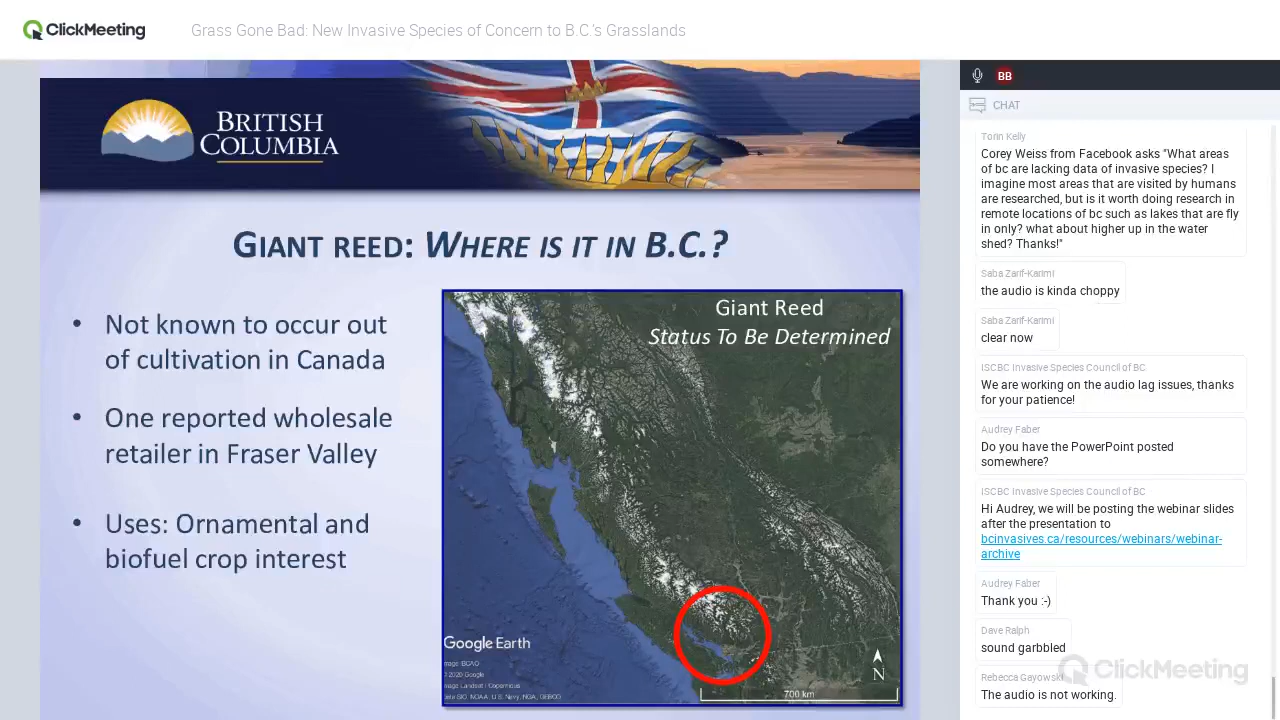 ClickMeeting
Grass Gone Bad: New Invasive Species of Concern to B.C.'s Grasslands
BRITISH
COLUMBIA
GIANT REED: WHERE IS IT IN B.C.?
• Not known to occur out
of cultivation in Canada
• One reported wholesale
retailer in Fraser Valley
• Uses: Ornamental and
biofuel crop interest
Giant Reed
Status To Be Determined
Google Earth
© 2020 Google
N
700 km
BB
CHAT
Torin Kelly
Corey Weiss from Facebook asks "What areas
of bc are lacking data of invasive species? I
imagine most areas that are visited by humans
are researched, but is it worth doing research in
remote locations of bc such as lakes that are fly
in only? what about higher up in the water
shed? Thanks!"
Saba Zarif-Karimi
the audio is kinda choppy
Saba Zarif-Karimi
clear now
ISCBC Invasive Species Council of BC
We are working on the audio lag issues, thanks
for your patience!
Audrey Faber
Do you have the PowerPoint posted
somewhere?
ISCBC Invasive Species Council of BC
Hi Audrey, we will be posting the webinar slides
after the presentation to
bcinvasives.ca/resources/webinars/webinar-
archive
Audrey Faber
Thank you :-)
Dave Ralph
sound garbbled
ClickMeeting
Rebecca Gayowski
The audio is not working.